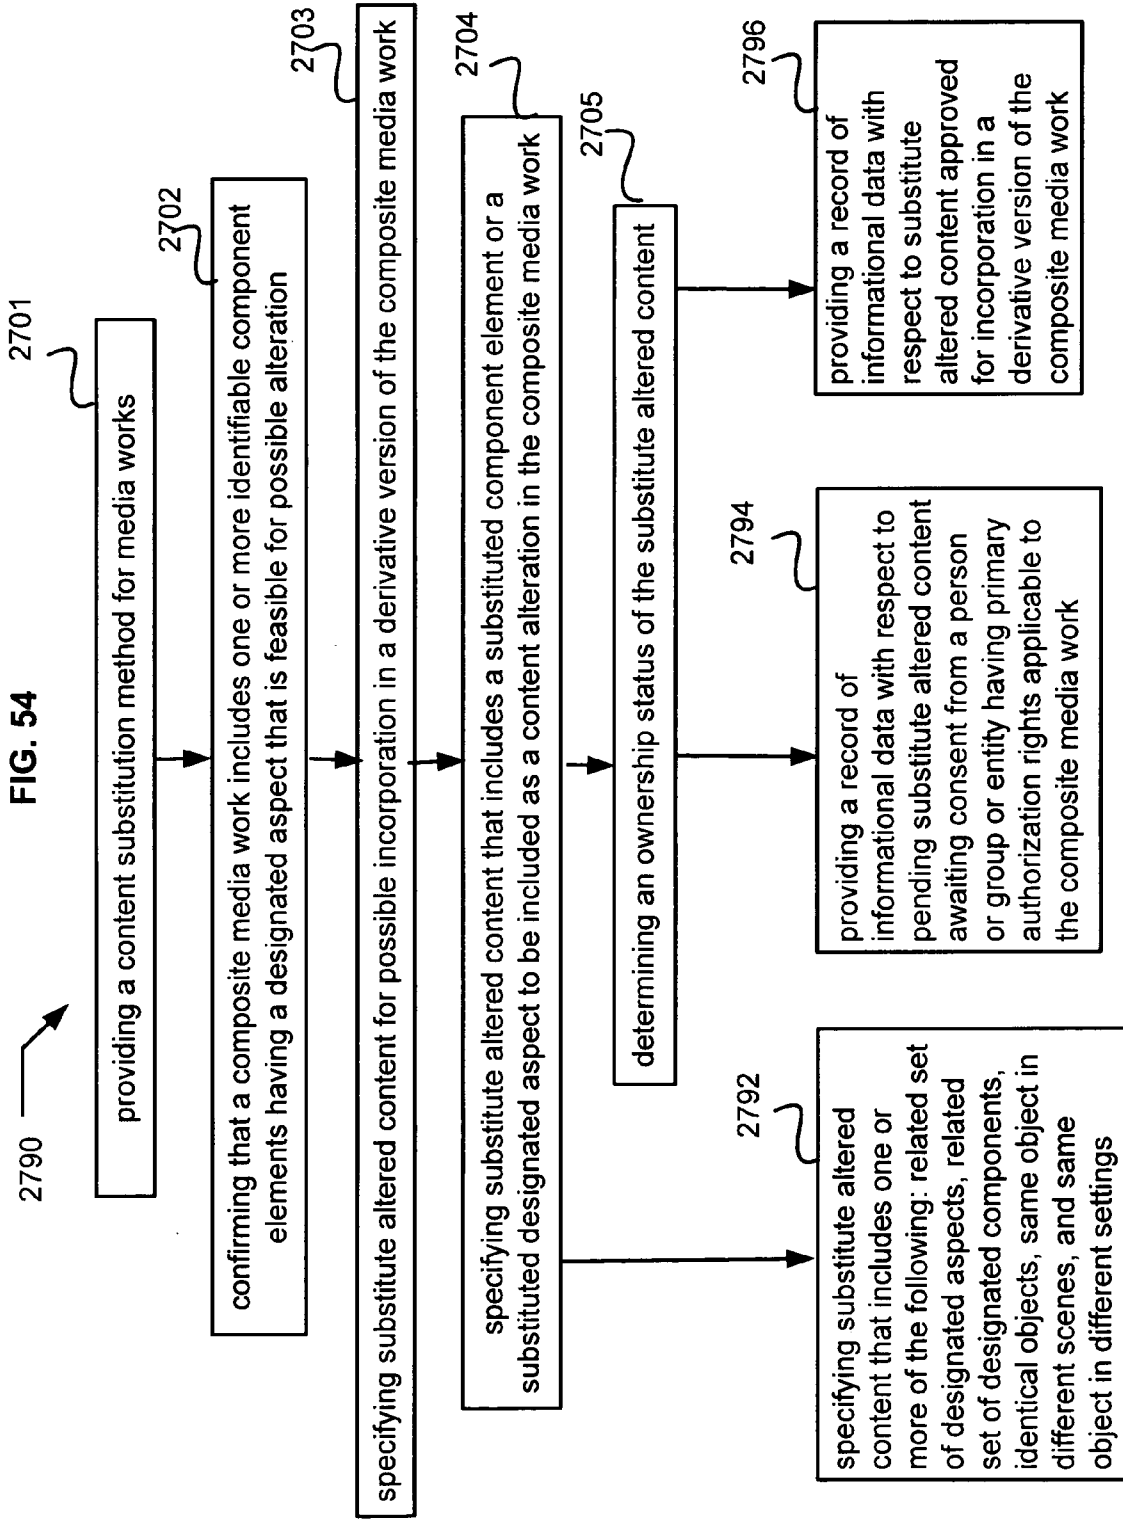 FIG. 54
2790
2701
providing a content substitution method for media works
2702
confirming that a composite media work includes one or more identifiable component
elements having a designated aspect that is feasible for possible alteration
2703
specifying substitute altered content for possible incorporation in a derivative version of the composite media work
2704
specifying substitute altered content that includes a substituted component element or a
substituted designated aspect to be included as a content alteration in the composite media work
2705
determining an ownership status of the substitute altered content
2792
specifying substitute altered
content that includes one or
more of the following: related set
of designated aspects, related
set of designated components,
identical objects, same object in
different scenes, and same
object in different settings
2794
providing a record of
informational data with respect to
pending substitute altered content
awaiting consent from a person
or group or entity having primary
authorization rights applicable to
the composite media work
2796
providing a record of
informational data with
respect to substitute
altered content approved
for incorporation in a
derivative version of the
composite media work